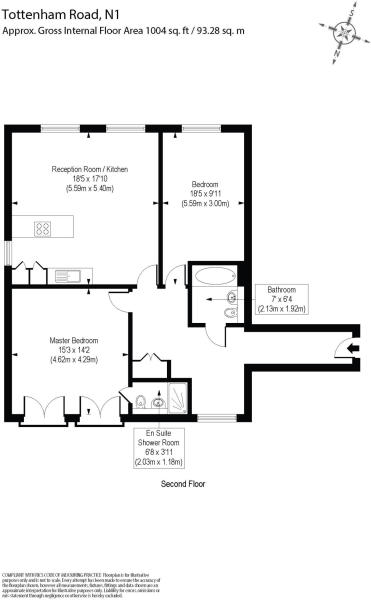 Tottenham Road, N1
Approx. Gross Internal Floor Area 1004 sq. ft / 93.28 sq. m
S
N
Reception Room / Kitchen
18'5 x 17'10
(5.59m x 5.40m)
Bedroom
18'5 x 9'11
(5.59m x 3.00m)
Bathroom
7' x 6'4
(2.13m x 1.92m)
Master Bedroom
15'3 x 14'2
(4.62m x 4.29m)
En Suite
Shower Room
6'8 x 3'11
(2.03m x 1.18m)
Second Floor
COMPLIANT WITH RICS CODE OF MEASURING PRACTICE. Floorplan is for illustrative
purposes only and is not to scale. Every attempt has been made to ensure the accuracy of
the floorplan shown, however all measurements, fixtures, fittings and data shown are an
approximate interpretation for illustrative purposes only. Liability for errors, omissions or
mis-statement through negligence or otherwise is hereby excluded.